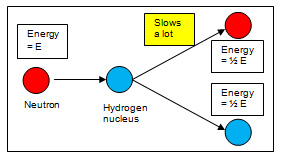 Energy
= E
Slows
a lot
Energy
= ½ E
Energy
= ½ E
Neutron
Hydrogen
nucleus